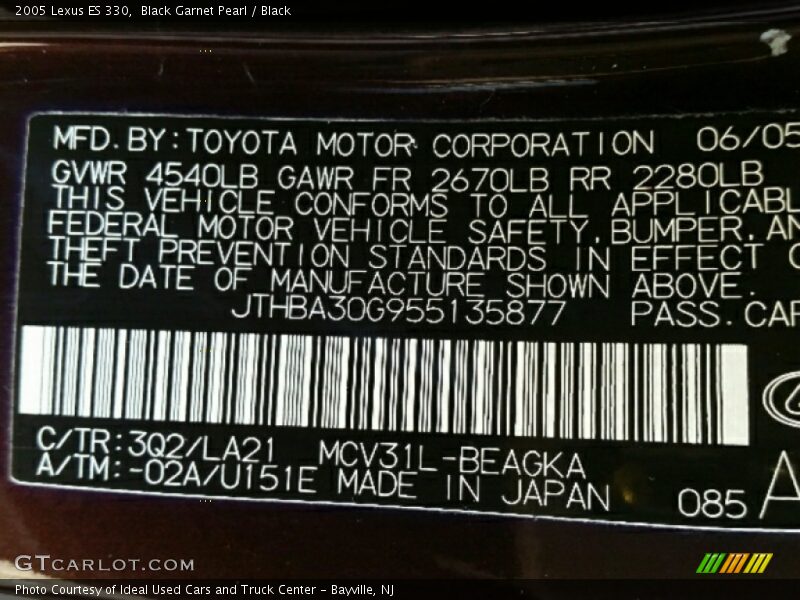 2005 Lexus ES 330,  Black Garnet Pearl / Black
MFD. BY: TOYOTA MOTOR CORPORATION 06/05
GVWR 4540LB GAWR FR 2670LB RR 2280LB
THIS VEHICLE CONFORMS TO ALL APPLICABL
FEDERAL MOTOR VEHICLE SAFETY, BUMPER, AN
THEFT PREVENTION STANDARDS IN EFFECT O
THE DATE OF MANUFACTURE SHOWN ABOVE.
JTHBA30G955135877 PASS. CAR
C/TR: 3Q2/LA21 MCV31L-BEAGKA
A/TM: -02A/U151E MADE IN JAPAN 085 A
GTCARLOT.COM
Photo Courtesy of Ideal Used Cars and Truck Center - Bayville, NJ